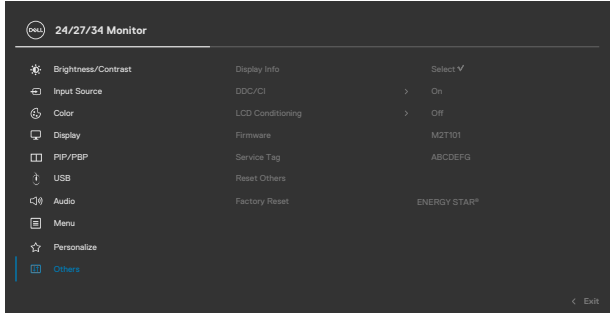 DELL 24/27/34 Monitor
Brightness/Contrast Display Info Select ✓
Input Source DDC/CI > On
Color LCD Conditioning > Off
Display Firmware M2T101
PIP/PBP Service Tag ABCDEFG
USB Reset Others
Audio Factory Reset ENERGY STAR®
Menu
Personalize
Others
< Exit